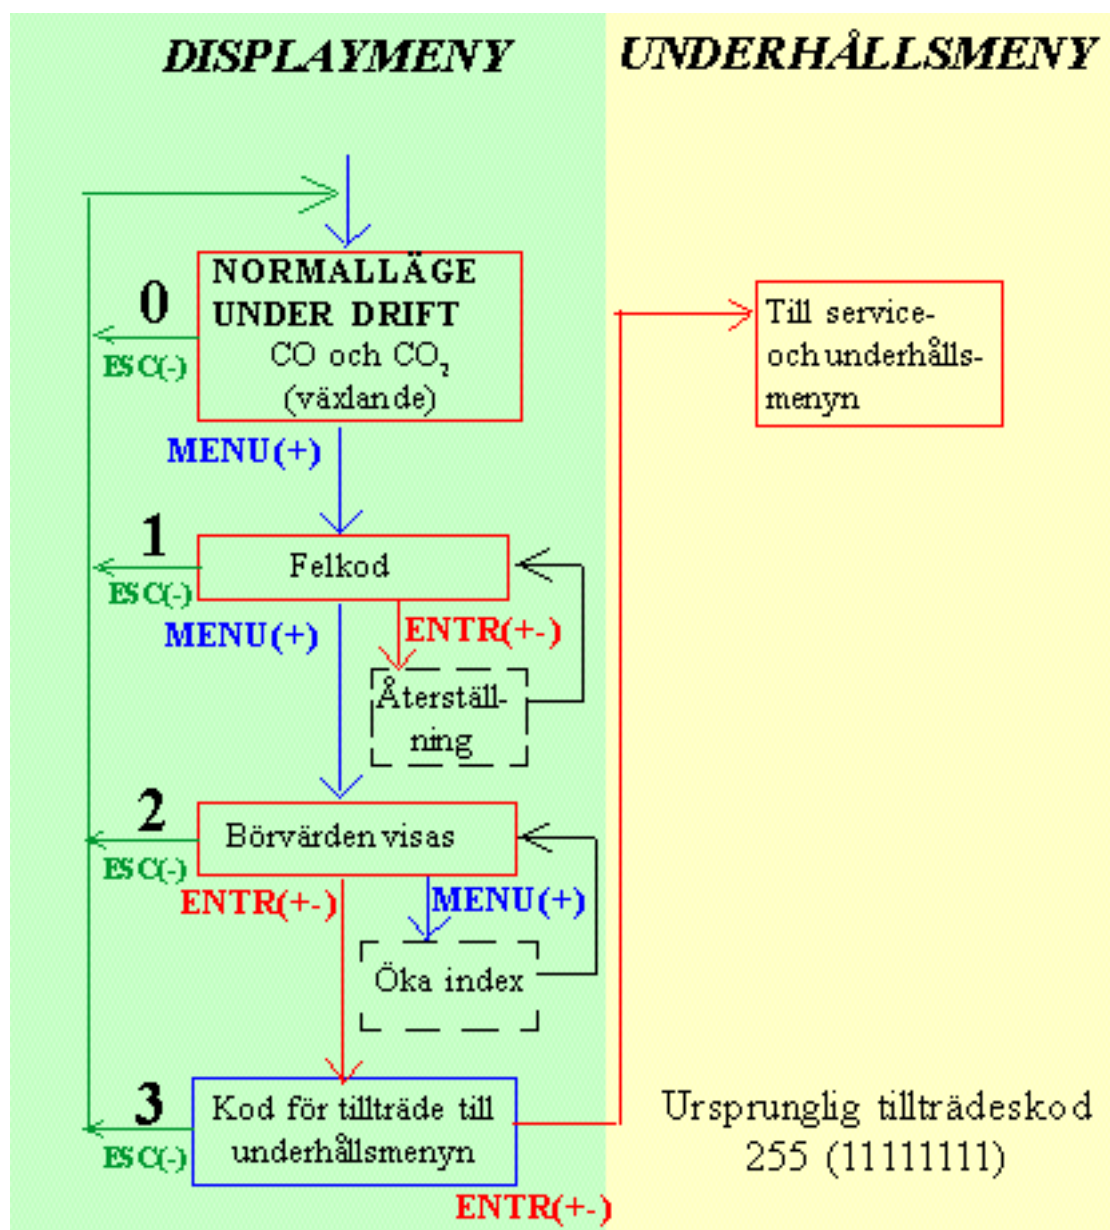 DISPLAYMENY
UNDERHÅLLSMENY
0
NORMALLÄGE
UNDER DRIFT
CO och CO₂
(växlande)
ESC(-)
Till service-
och underhålls-
menyn
MENU(+)
1
Felkod
ESC(-)
MENU(+)
ENTR(+-)
Återställ-
ning
2
Börvärden visas
ESC(-)
ENTR(+-)
MENU(+)
Öka index
3
Kod för tillträde till
underhållsmenyn
ESC(-)
ENTR(+-)
Ursprunglig tillträdeskod
255 (11111111)